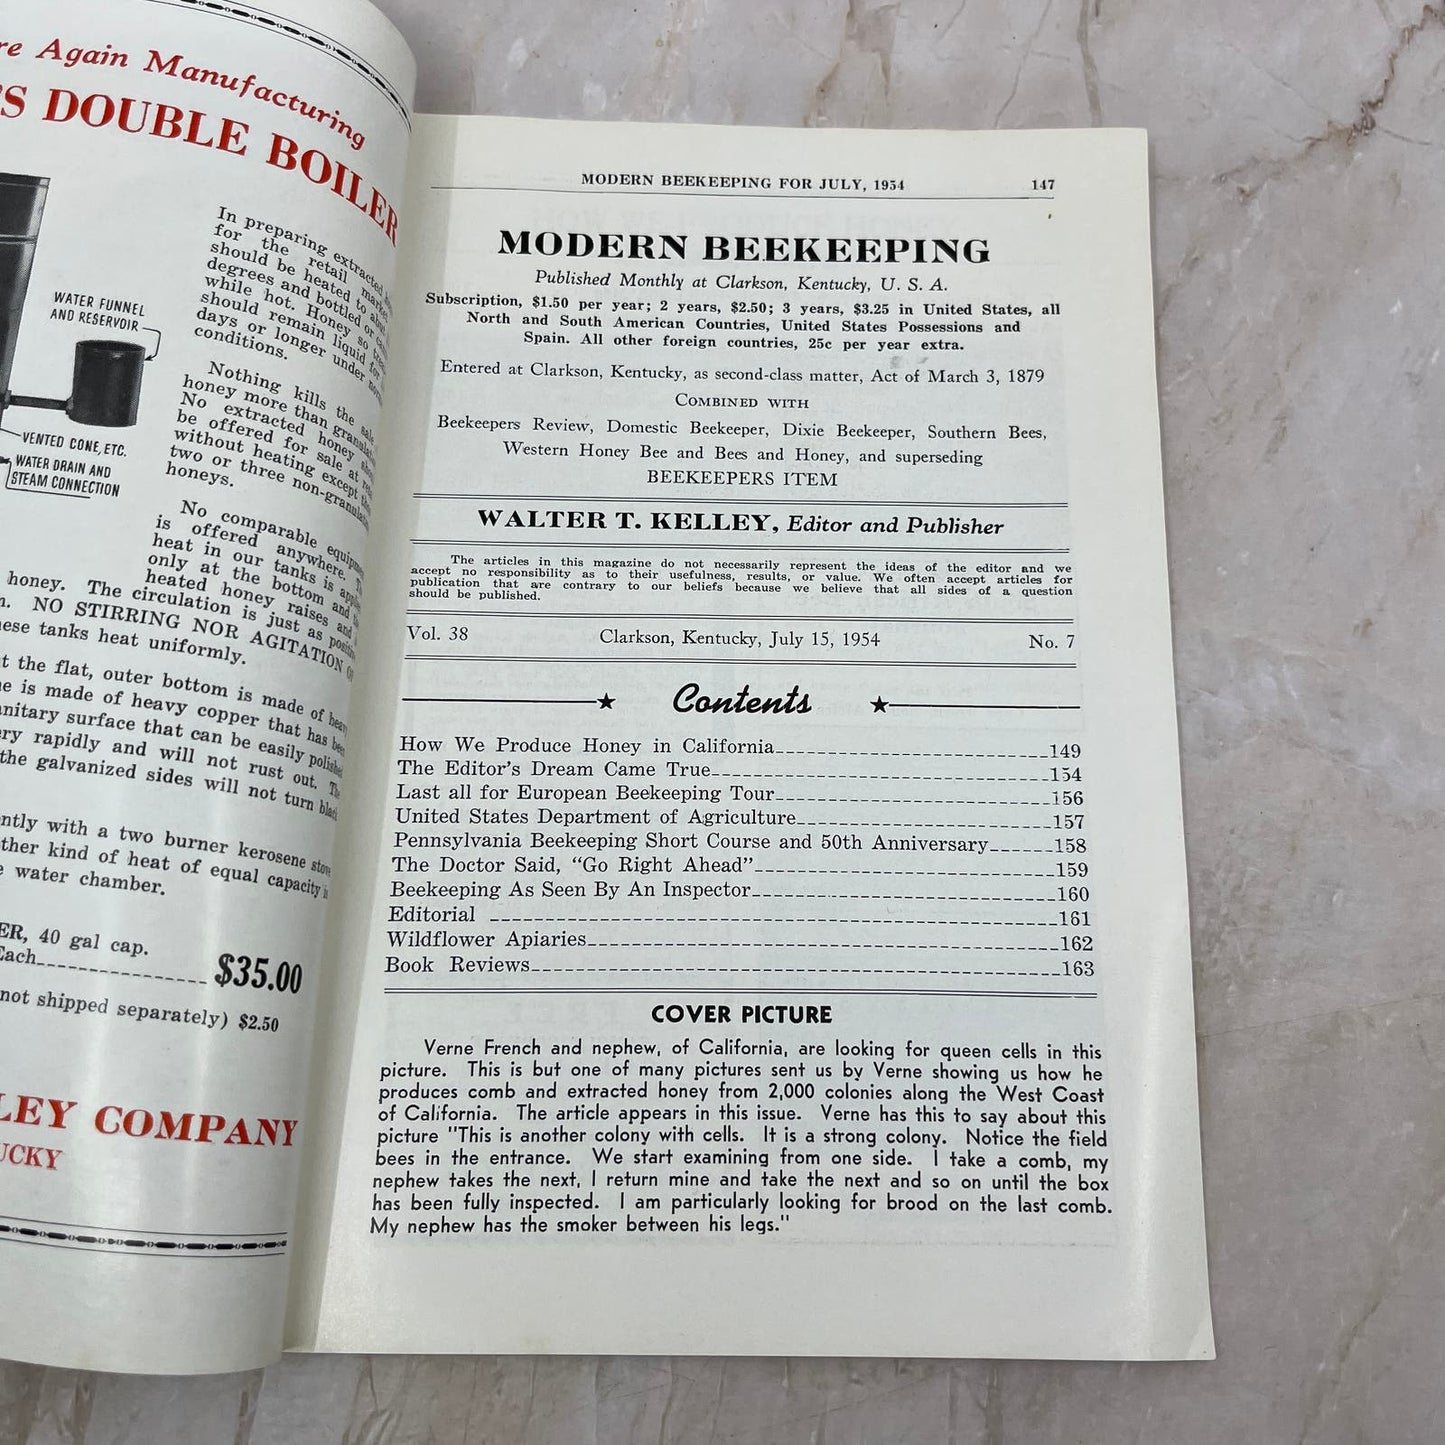 re Again Manufacturing
'S DOUBLE BOILER
WATER FUNNEL
AND RESERVOIR
VENTED CONE, ETC.
WATER DRAIN AND
STEAM CONNECTION
In preparing extracted
for the retail market
should be heated to
degrees and bottled or
while hot. Honey so
should remain liquid for
days or longer under
conditions.
Nothing kills the sale
honey more than
No extracted honey
be offered for sale at
without heating except
two or three
honeys.
No comparable
is offered anywhere.
heat in our tanks is
only at the bottom and
heated honey raises and
honey. The circulation is just as
NO STIRRING NOR AGITATION
these tanks heat uniformly.
the flat, outer bottom is made of heavy
is made of heavy copper that has been
sanitary surface that can be easily polished
very rapidly and will not rust out. The
the galvanized sides will not turn black
with a two burner kerosene stove
other kind of heat of equal capacity
water chamber.
ER, 40 gal cap.
Each $35.00
not shipped separately) $2.50
LEY COMPANY
UCKY
MODERN BEEKEEPING FOR JULY, 1954 147
MODERN BEEKEEPING
Published Monthly at Clarkson, Kentucky, U. S. A.
Subscription, $1.50 per year; 2 years, $2.50; 3 years, $3.25 in United States, all
North and South American Countries, United States Possessions and
Spain. All other foreign countries, 25c per year extra.
Entered at Clarkson, Kentucky, as second-class matter, Act of March 3, 1879
COMBINED WITH
Beekeepers Review, Domestic Beekeeper, Dixie Beekeeper, Southern Bees,
Western Honey Bee and Bees and Honey, and superseding
BEEKEEPERS ITEM
WALTER T. KELLEY, Editor and Publisher
The articles in this magazine do not necessarily represent the ideas of the editor and we
accept no responsibility as to their usefulness, results, or value. We often accept articles for
publication that are contrary to our beliefs because we believe that all sides of a question
should be published.
Vol. 38 Clarkson, Kentucky, July 15, 1954 No. 7
Contents
How We Produce Honey in California 149
The Editor's Dream Came True 154
Last all for European Beekeeping Tour 156
United States Department of Agriculture 157
Pennsylvania Beekeeping Short Course and 50th Anniversary 158
The Doctor Said, "Go Right Ahead" 159
Beekeeping As Seen By An Inspector 160
Editorial 161
Wildflower Apiaries 162
Book Reviews 163
COVER PICTURE
Verne French and nephew, of California, are looking for queen cells in this
picture. This is but one of many pictures sent us by Verne showing us how he
produces comb and extracted honey from 2,000 colonies along the West Coast
of California. The article appears in this issue. Verne has this to say about this
picture "This is another colony with cells. It is a strong colony. Notice the field
bees in the entrance. We start examining from one side. I take a comb, my
nephew takes the next, I return mine and take the next and so on until the box
has been fully inspected. I am particularly looking for brood on the last comb.
My nephew has the smoker between his legs."